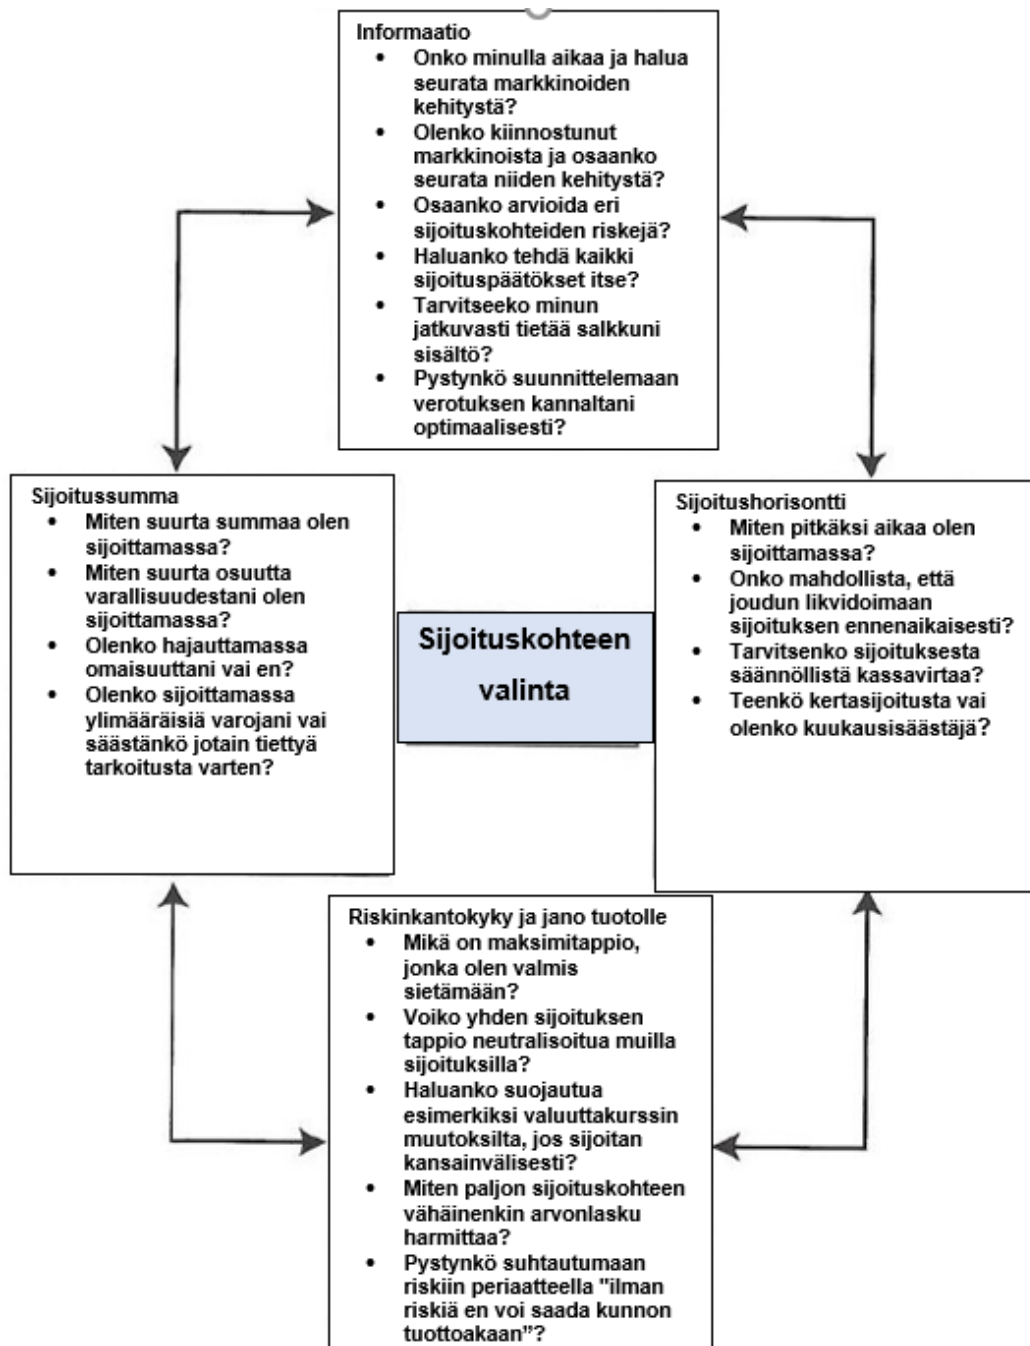 Informaatio
• Onko minulla aikaa ja halua
seurata markkinoiden
kehitystä?
• Olenko kiinnostunut
markkinoista ja osaanko
seurata niiden kehitystä?
• Osaanko arvioida eri
sijoituskohteiden riskejä?
• Haluanko tehdä kaikki
sijoituspäätökset itse?
• Tarvitseeko minun
jatkuvasti tietää salkkuni
sisältö?
• Pystynkö suunnittelemaan
verotuksen kannaltani
optimaalisesti?
Sijoitussumma
• Miten suurta summaa olen
sijoittamassa?
• Miten suurta osuutta
varallisuudestani olen
sijoittamassa?
• Olenko hajauttamassa
omaisuuttani vai en?
• Olenko sijoittamassa
ylimääräisiä varojani vai
säästänkö jotain tiettyä
tarkoitusta varten?
Sijoituskohteen
valinta
Sijoitushorisontti
• Miten pitkäksi aikaa olen
sijoittamassa?
• Onko mahdollista, että
joudun likvidoimaan
sijoituksen ennenaikaisesti?
• Tarvitsenko sijoituksesta
säännöllistä kassavirtaa?
• Teenkö kertasijoitusta vai
olenko kuukausisäästäjä?
Riskinkantokyky ja jano tuotolle
• Mikä on maksimitappio,
jonka olen valmis
sietämään?
• Voiko yhden sijoituksen
tappio neutralisoitua muilla
sijoituksilla?
• Haluanko suojautua
esimerkiksi valuuttakurssin
muutoksilta, jos sijoitan
kansainvälisesti?
• Miten paljon sijoituskohteen
vähäinenkin arvonlasku
harmittaa?
• Pystynkö suhtautumaan
riskiin periaatteella "ilman
riskiä en voi saada kunnon
tuottoakaan”?